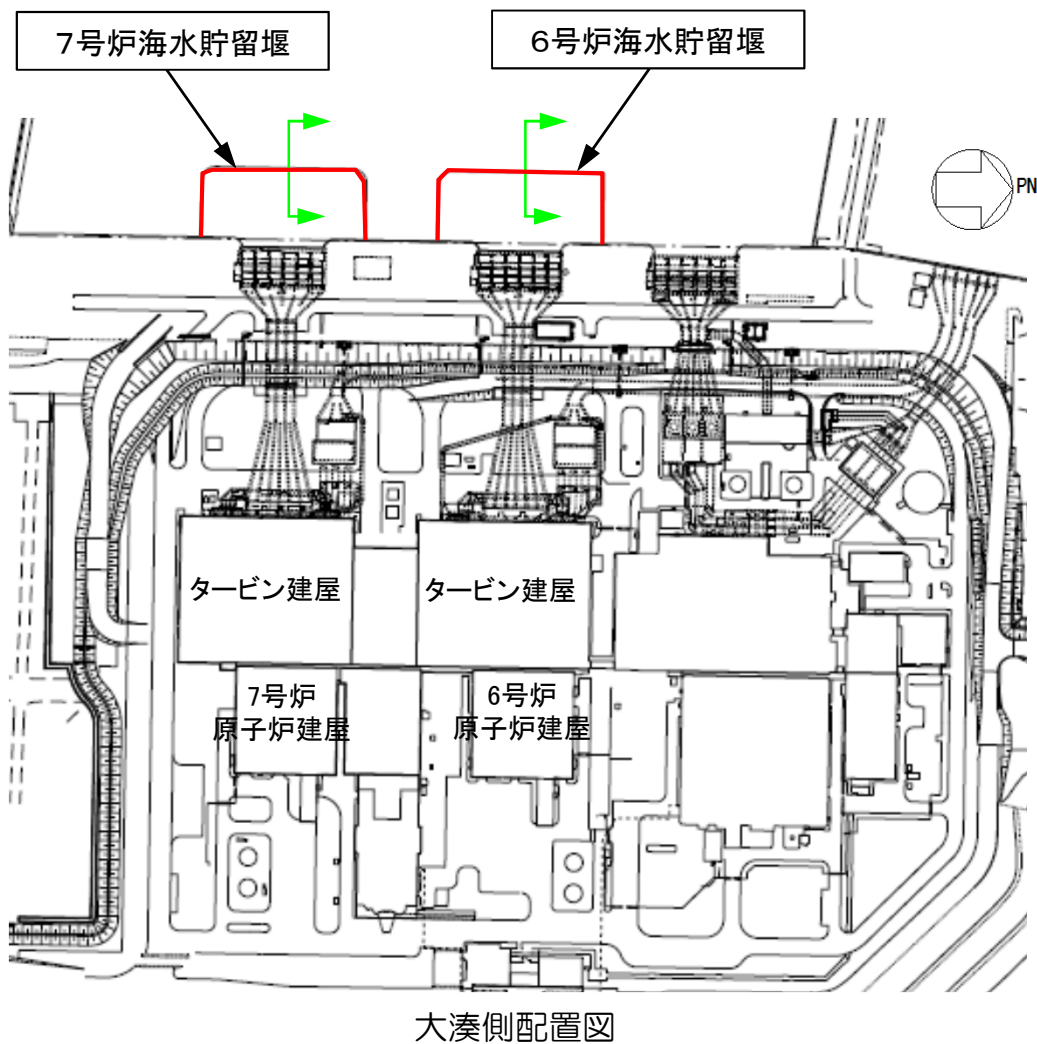 ７号炉海水貯留堰
６号炉海水貯留堰
PN
タービン建屋
タービン建屋
7号炉
原子炉建屋
6号炉
原子炉建屋
大湊側配置図